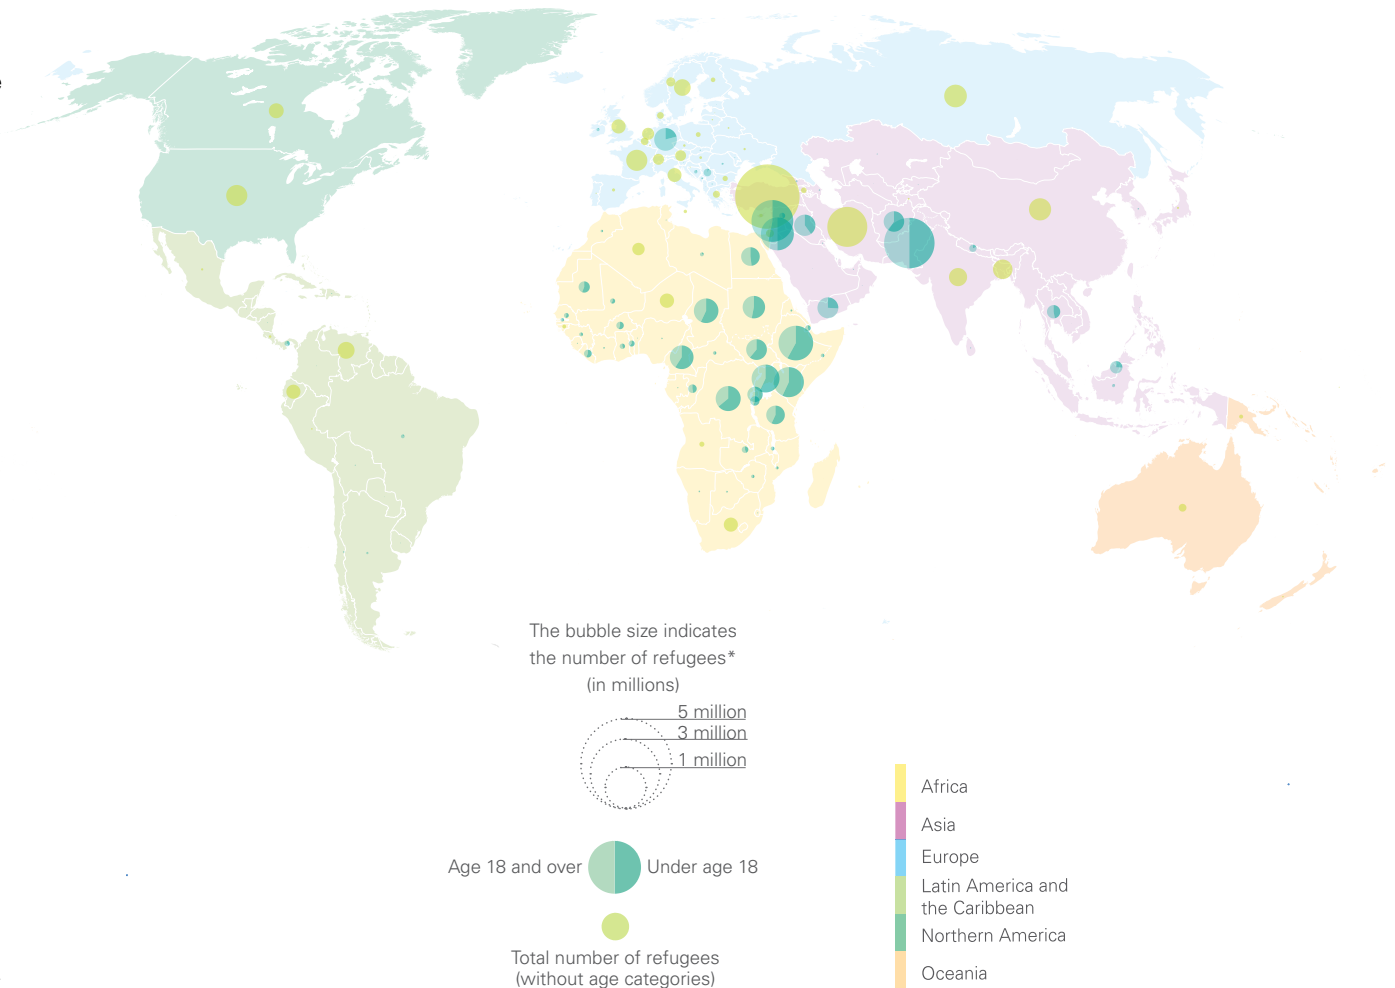 The bubble size indicates
the number of refugees*
(in millions)
5 million
3 million
1 million
Age 18 and over
Under age 18
Total number of refugees
(without age categories)
Africa
Asia
Europe
Latin America and
the Caribbean
Northern America
Oceania